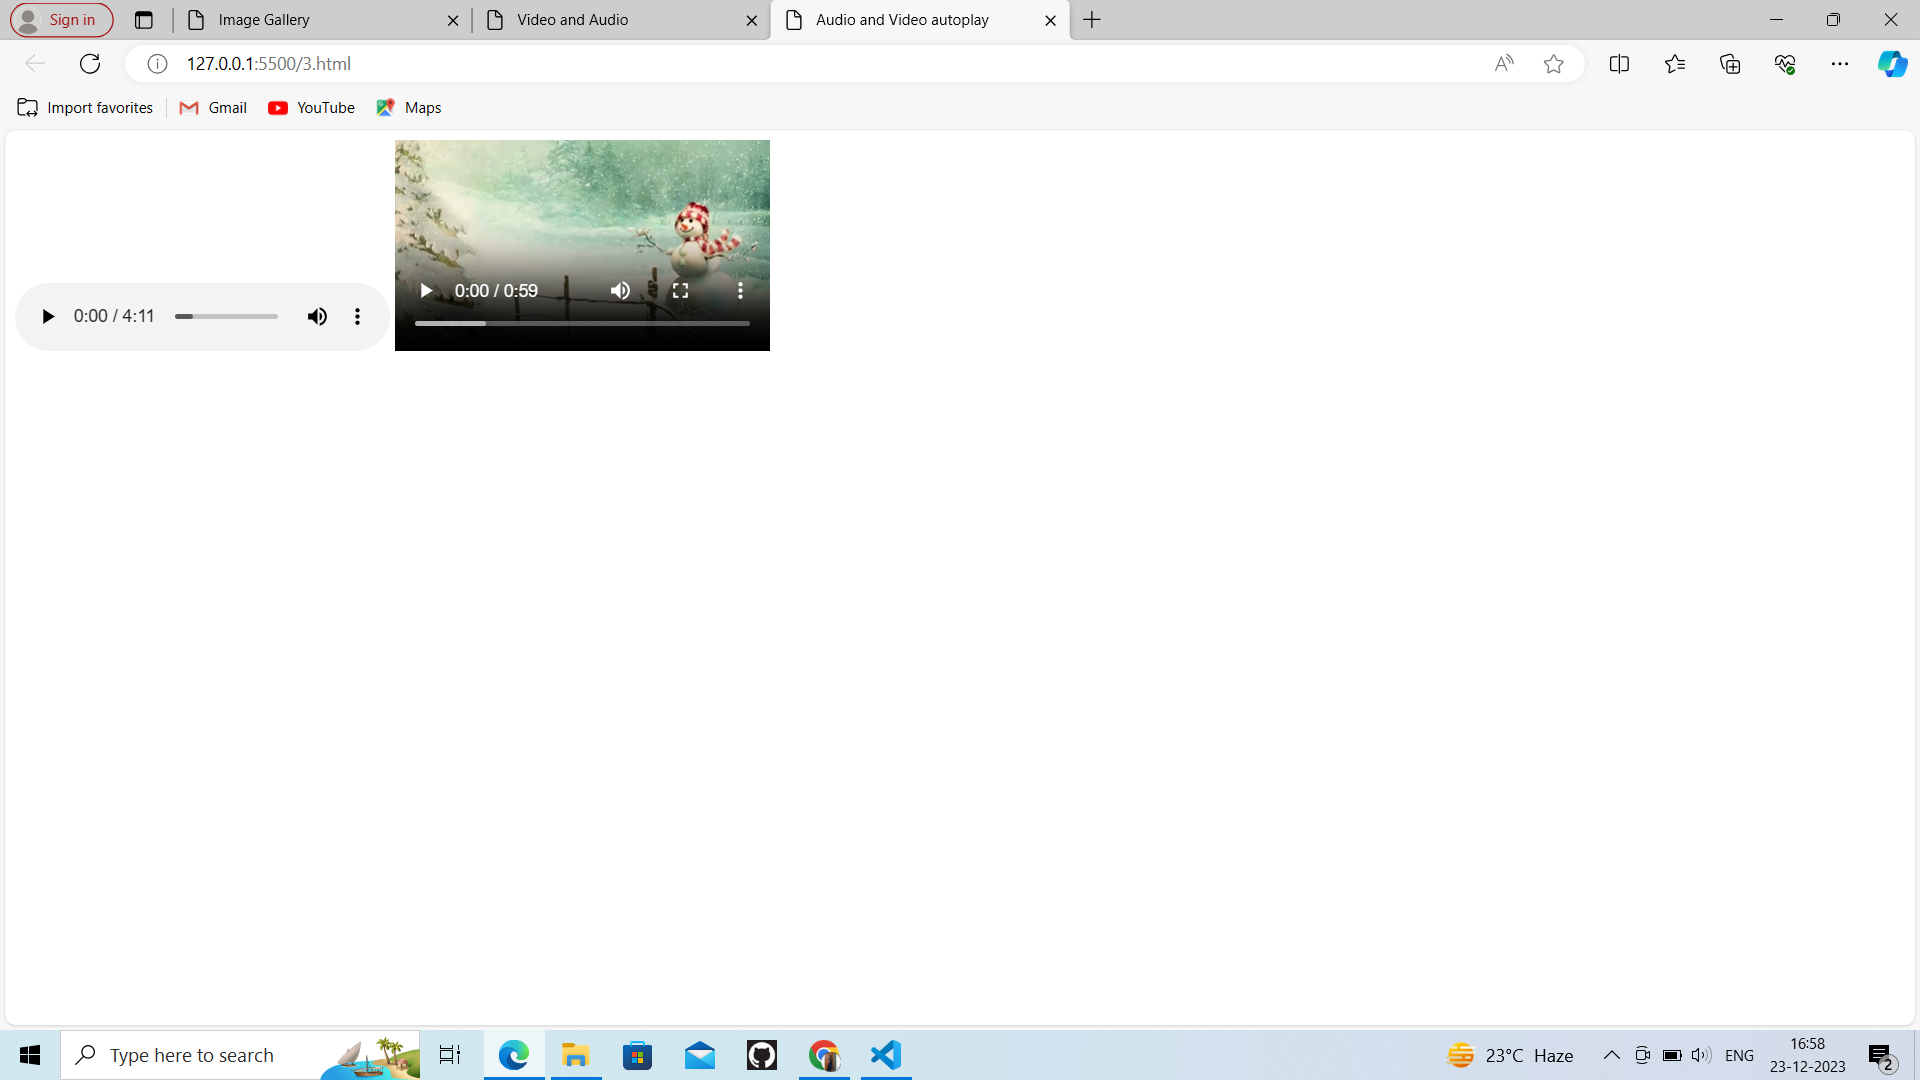 Sign in
Image Gallery
Video and Audio
Audio and Video autoplay
127.0.0.1:5500/3.html
Import favorites
Gmail
YouTube
Maps
0:00 / 4:11
0:00 / 0:59
Type here to search
23°C Haze
ENG
16:58
23-12-2023
2